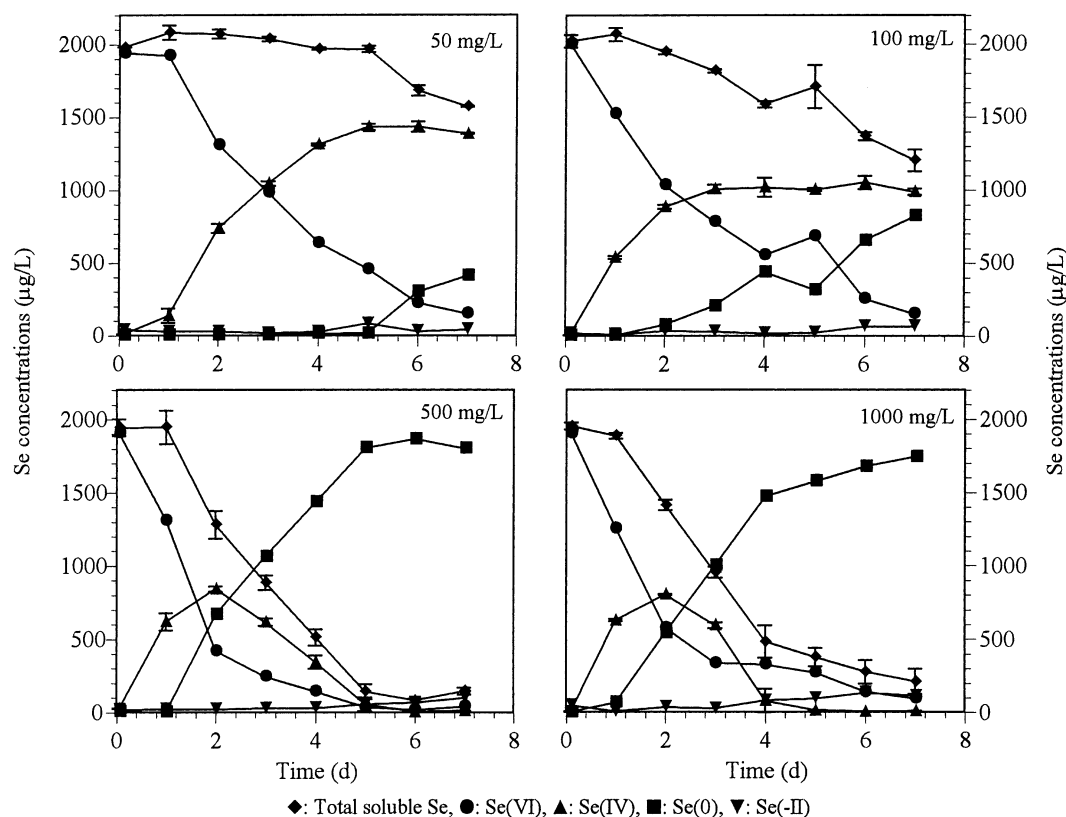 50 mg/L
100 mg/L
2000
1500
1000
500
0
2000
1500
1000
500
0
0 2 4 6 8
0 2 4 6 8
Se concentrations (µg/L)
Se concentrations (µg/L)
500 mg/L
1000 mg/L
2000
1500
1000
500
0
2000
1500
1000
500
0
0 2 4 6 8
0 2 4 6 8
Time (d)
Time (d)
◆: Total soluble Se, ●: Se(VI), ▲: Se(IV), ■: Se(0), ▼: Se(-II)